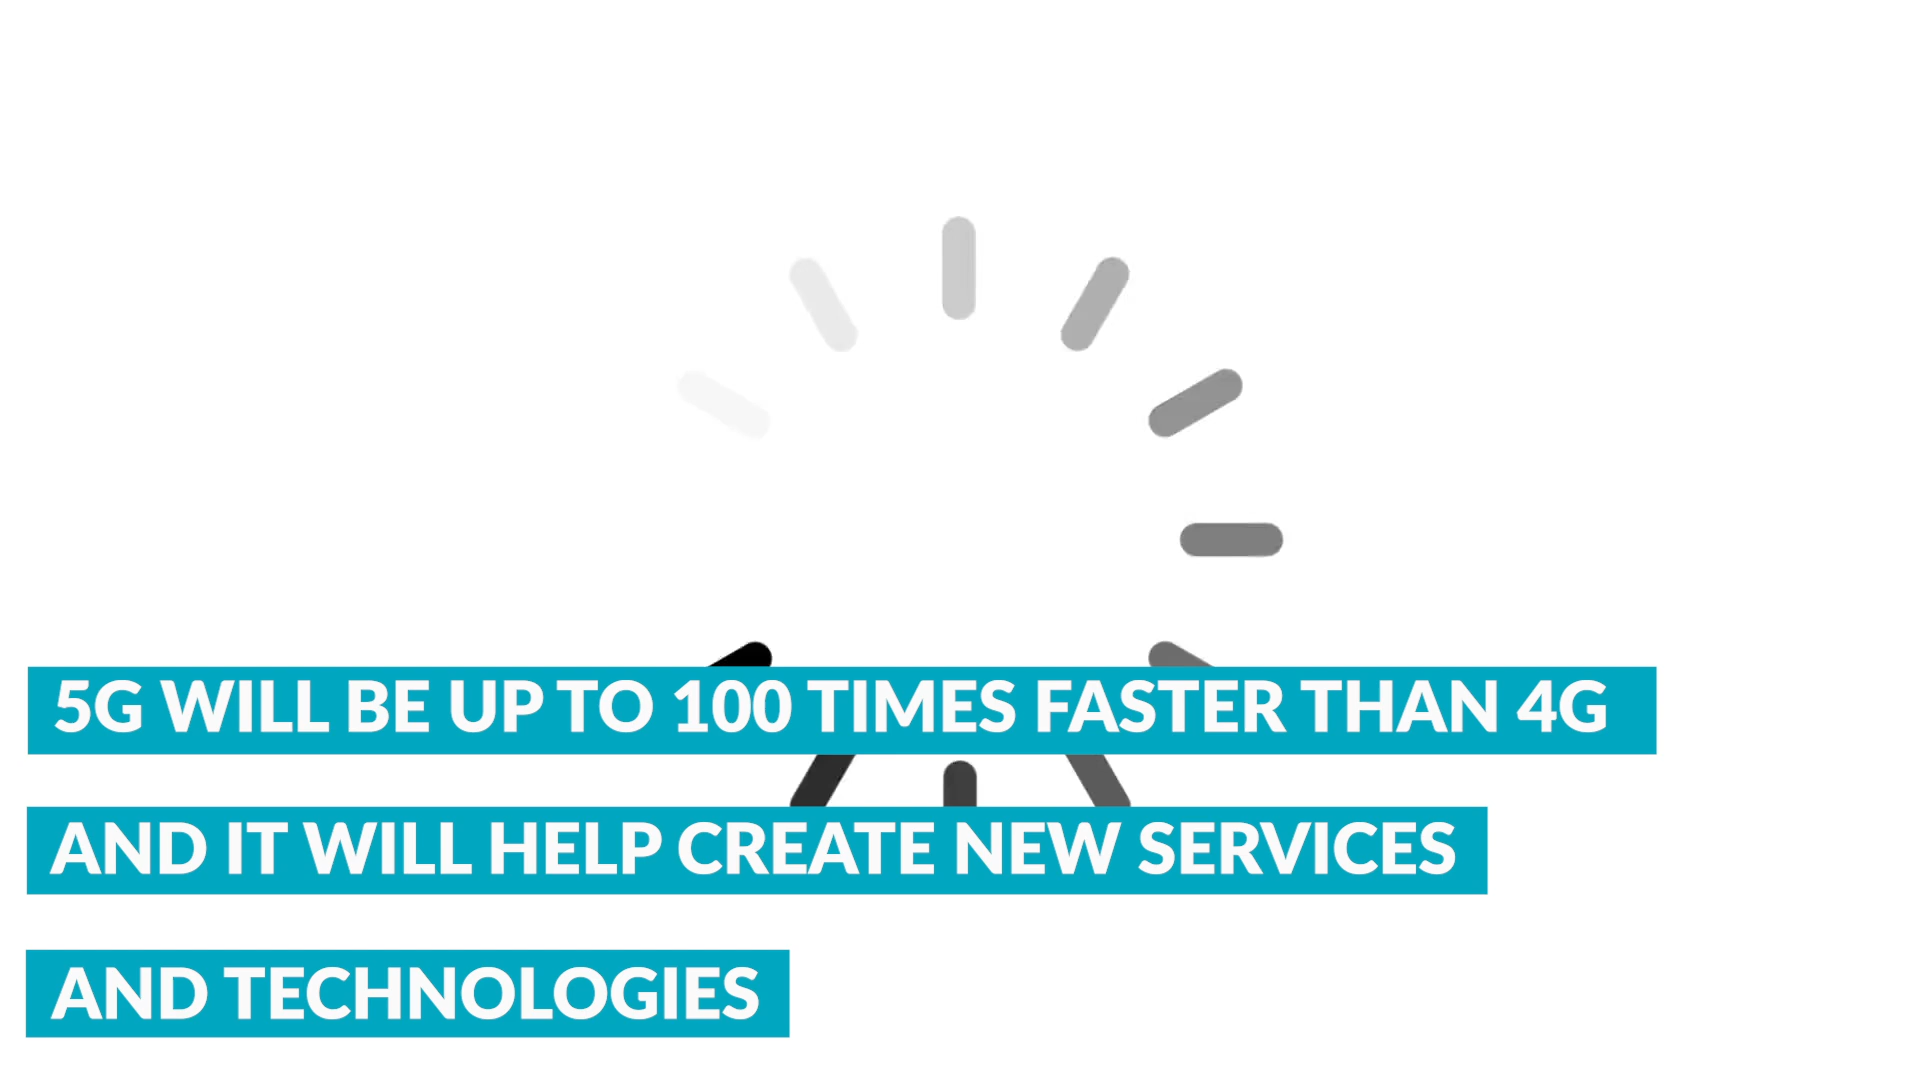 5G WILL BE UP TO 100 TIMES FASTER THAN 4G
AND IT WILL HELP CREATE NEW SERVICES
AND TECHNOLOGIES